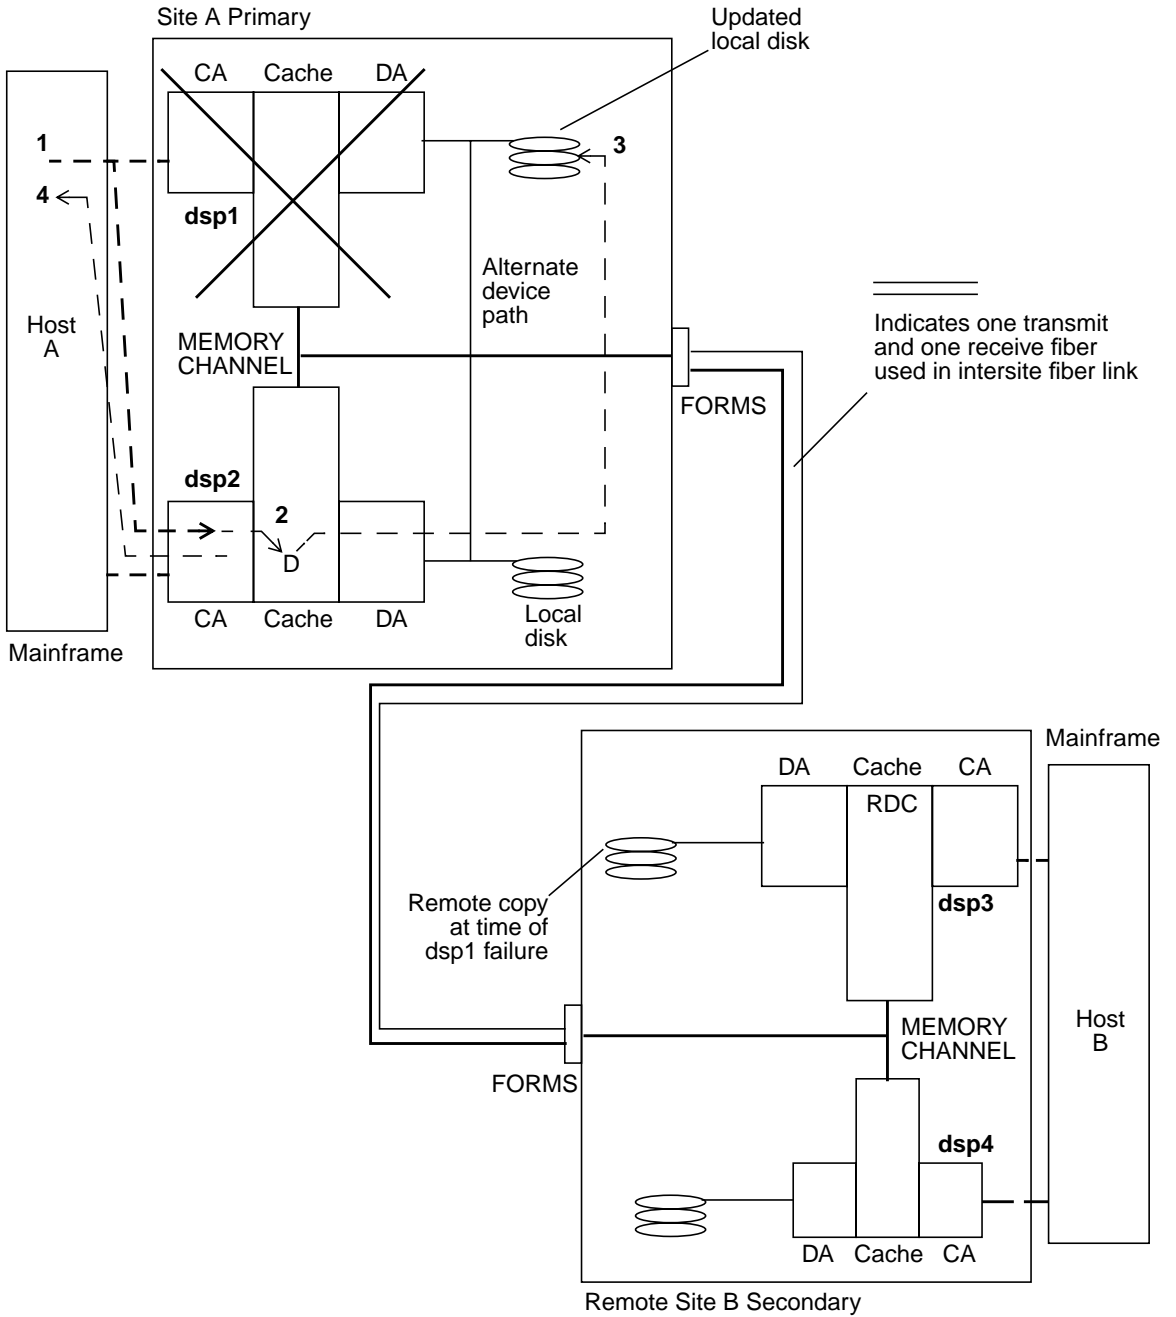 Site A Primary
Updated
local disk
CA
Cache
DA
1
3
4
dsp1
Alternate
device
path
Host
A
MEMORY
CHANNEL
Indicates one transmit
and one receive fiber
used in intersite fiber link
FORMS
dsp2
2
D
CA
Cache
DA
Local
disk
Mainframe
Mainframe
DA
Cache
CA
RDC
Remote copy
at time of
dsp1 failure
dsp3
MEMORY
CHANNEL
Host
B
FORMS
dsp4
DA
Cache
CA
Remote Site B Secondary